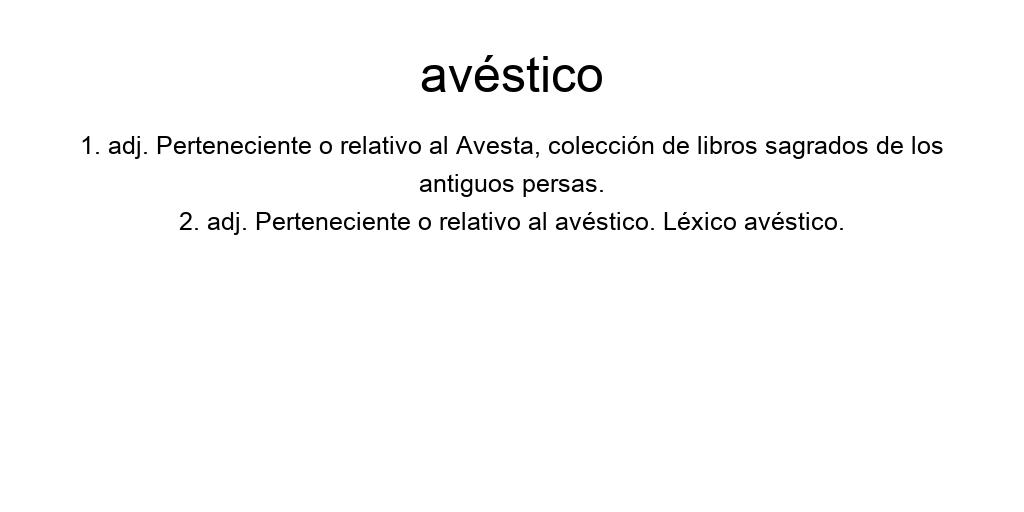 avéstico
1. adj. Perteneciente o relativo al Avesta, colección de libros sagrados de los
antiguos persas.
2. adj. Perteneciente o relativo al avéstico. Léxico avéstico.